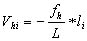 V_{hi} = -\frac{f_h}{L} * l_i